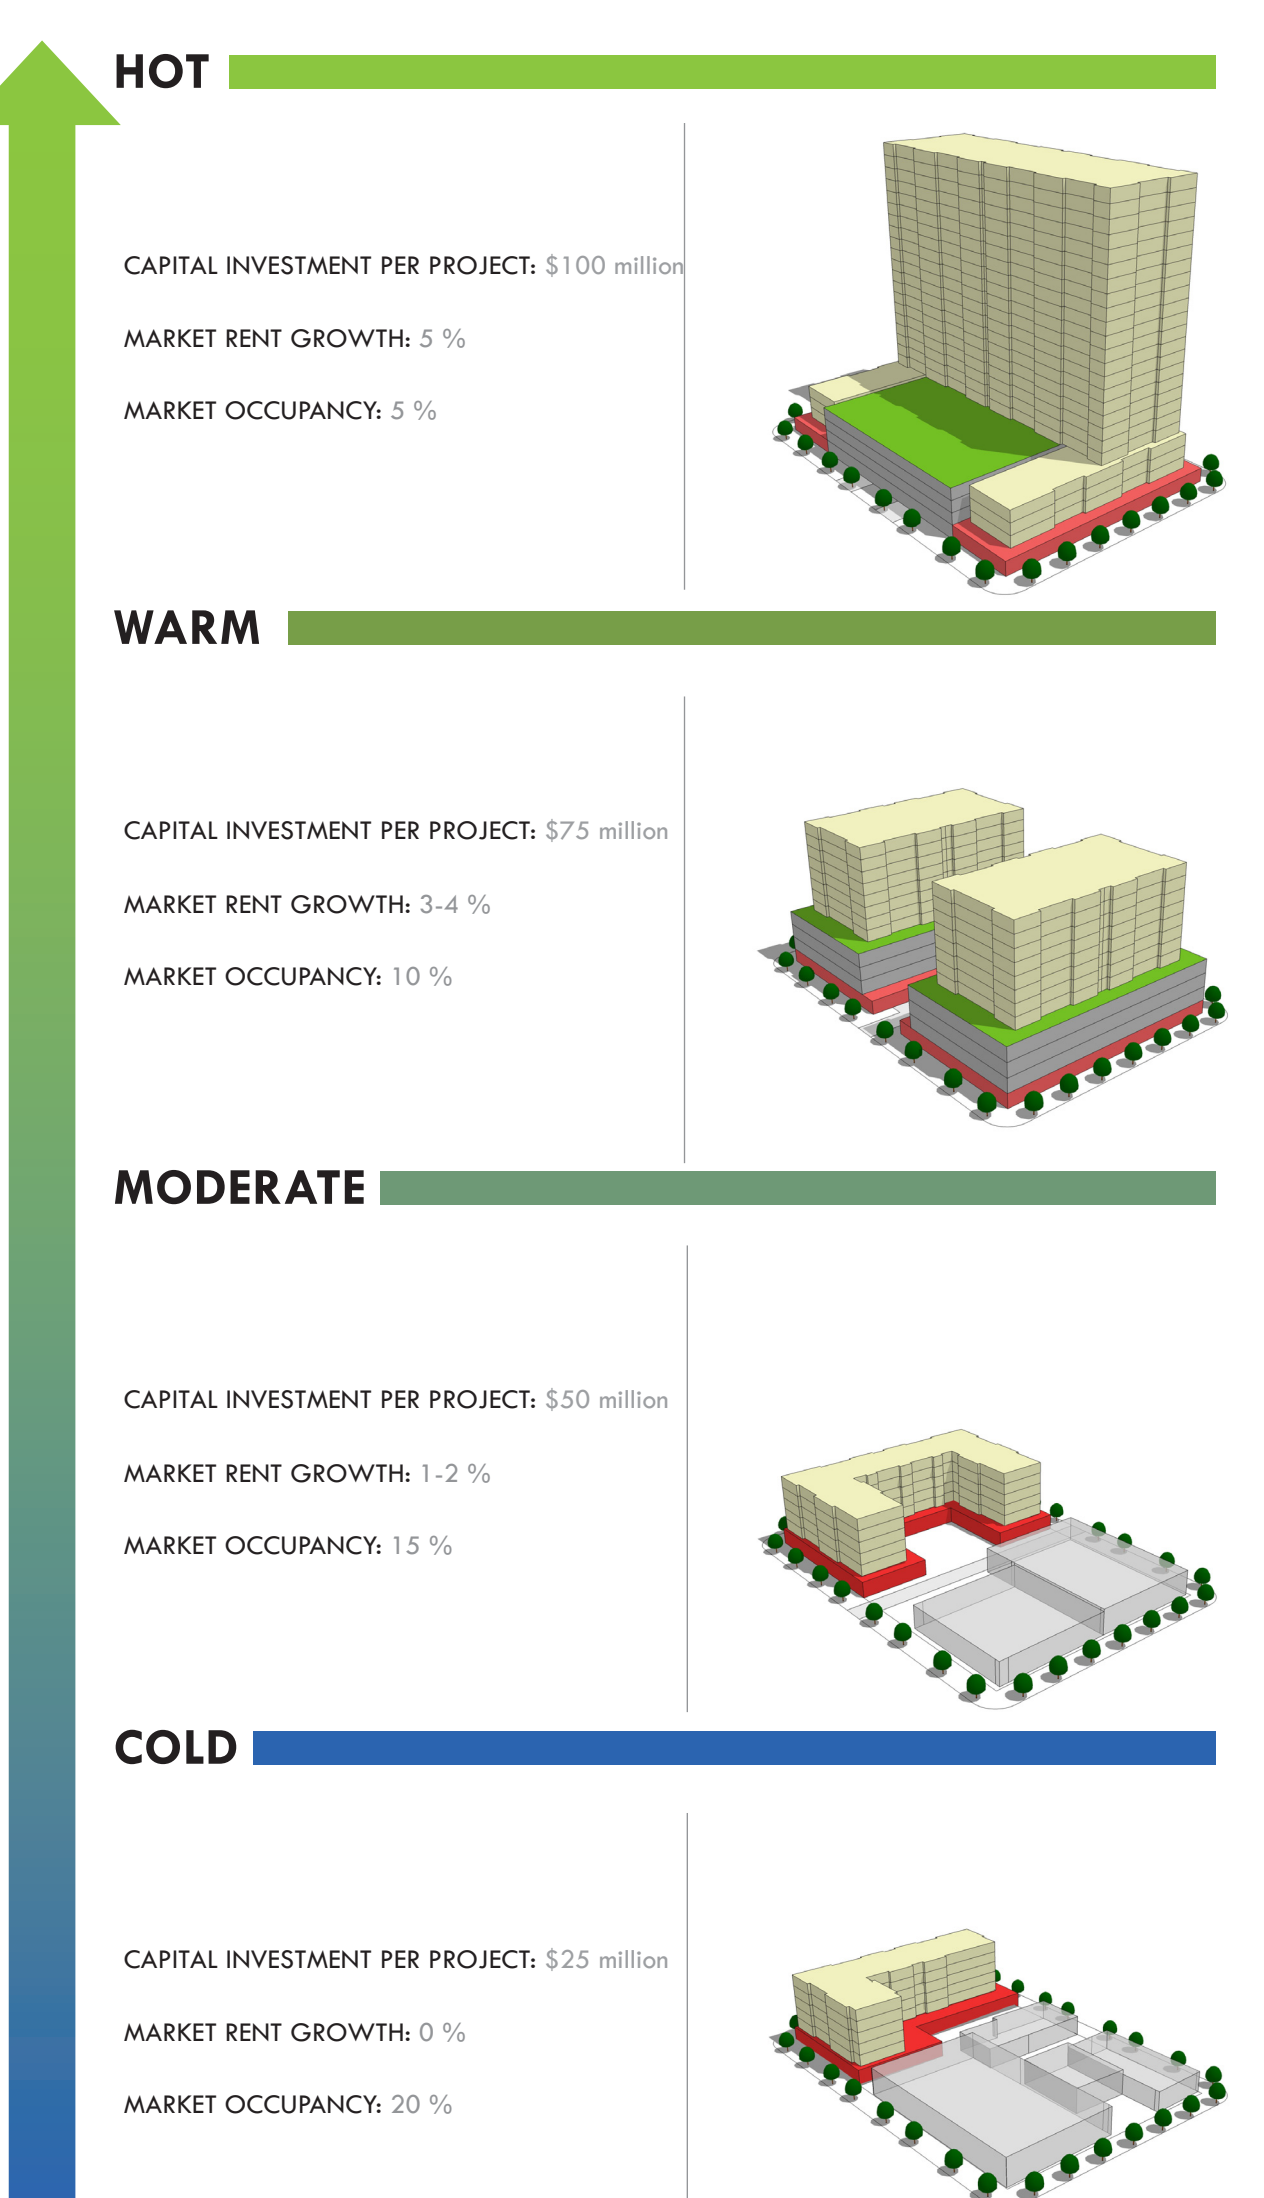 HOT
CAPITAL INVESTMENT PER PROJECT: $100 million
MARKET RENT GROWTH: 5 %
MARKET OCCUPANCY: 5 %
WARM
CAPITAL INVESTMENT PER PROJECT: $75 million
MARKET RENT GROWTH: 3-4 %
MARKET OCCUPANCY: 10 %
MODERATE
CAPITAL INVESTMENT PER PROJECT: $50 million
MARKET RENT GROWTH: 1-2 %
MARKET OCCUPANCY: 15 %
COLD
CAPITAL INVESTMENT PER PROJECT: $25 million
MARKET RENT GROWTH: 0 %
MARKET OCCUPANCY: 20 %